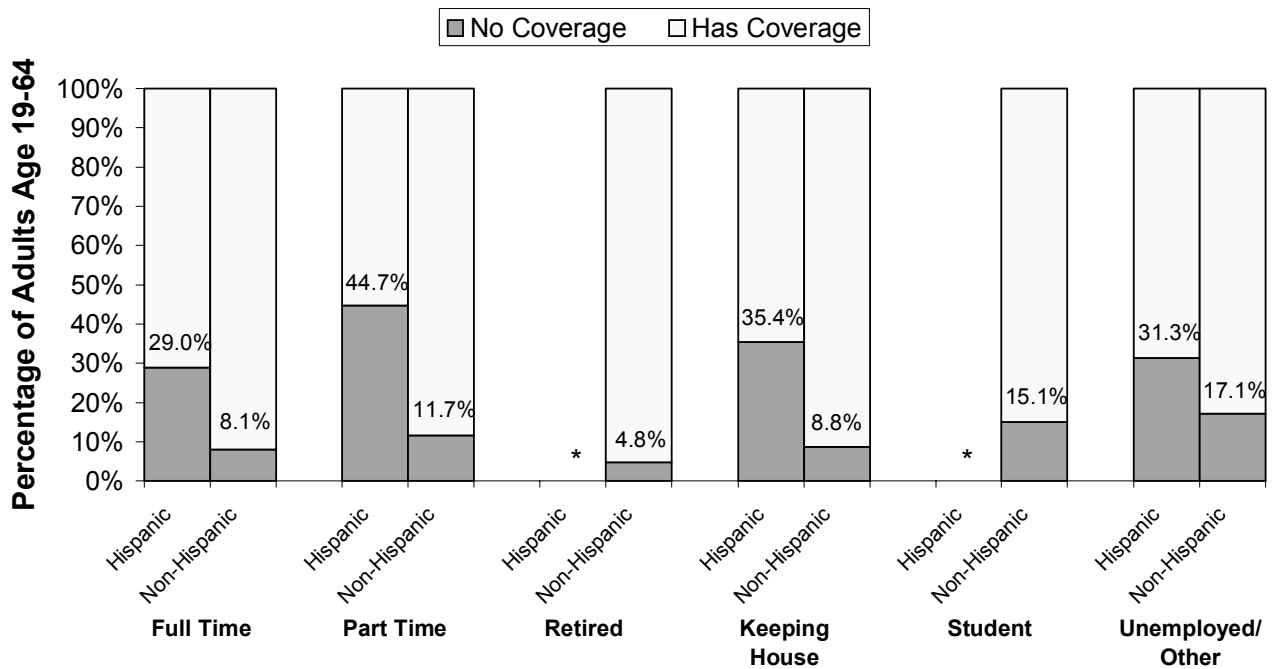 No Coverage Has Coverage
Percentage of Adults Age 19-64
100%
90%
80%
70%
60%
50%
40%
30%
20%
10%
0%
29.0%
8.1%
44.7%
11.7%
*
4.8%
35.4%
8.8%
*
15.1%
31.3%
17.1%
Hispanic
Non-Hispanic
Hispanic
Non-Hispanic
Hispanic
Non-Hispanic
Hispanic
Non-Hispanic
Hispanic
Non-Hispanic
Hispanic
Non-Hispanic
Full Time
Part Time
Retired
Keeping
House
Student
Unemployed/
Other